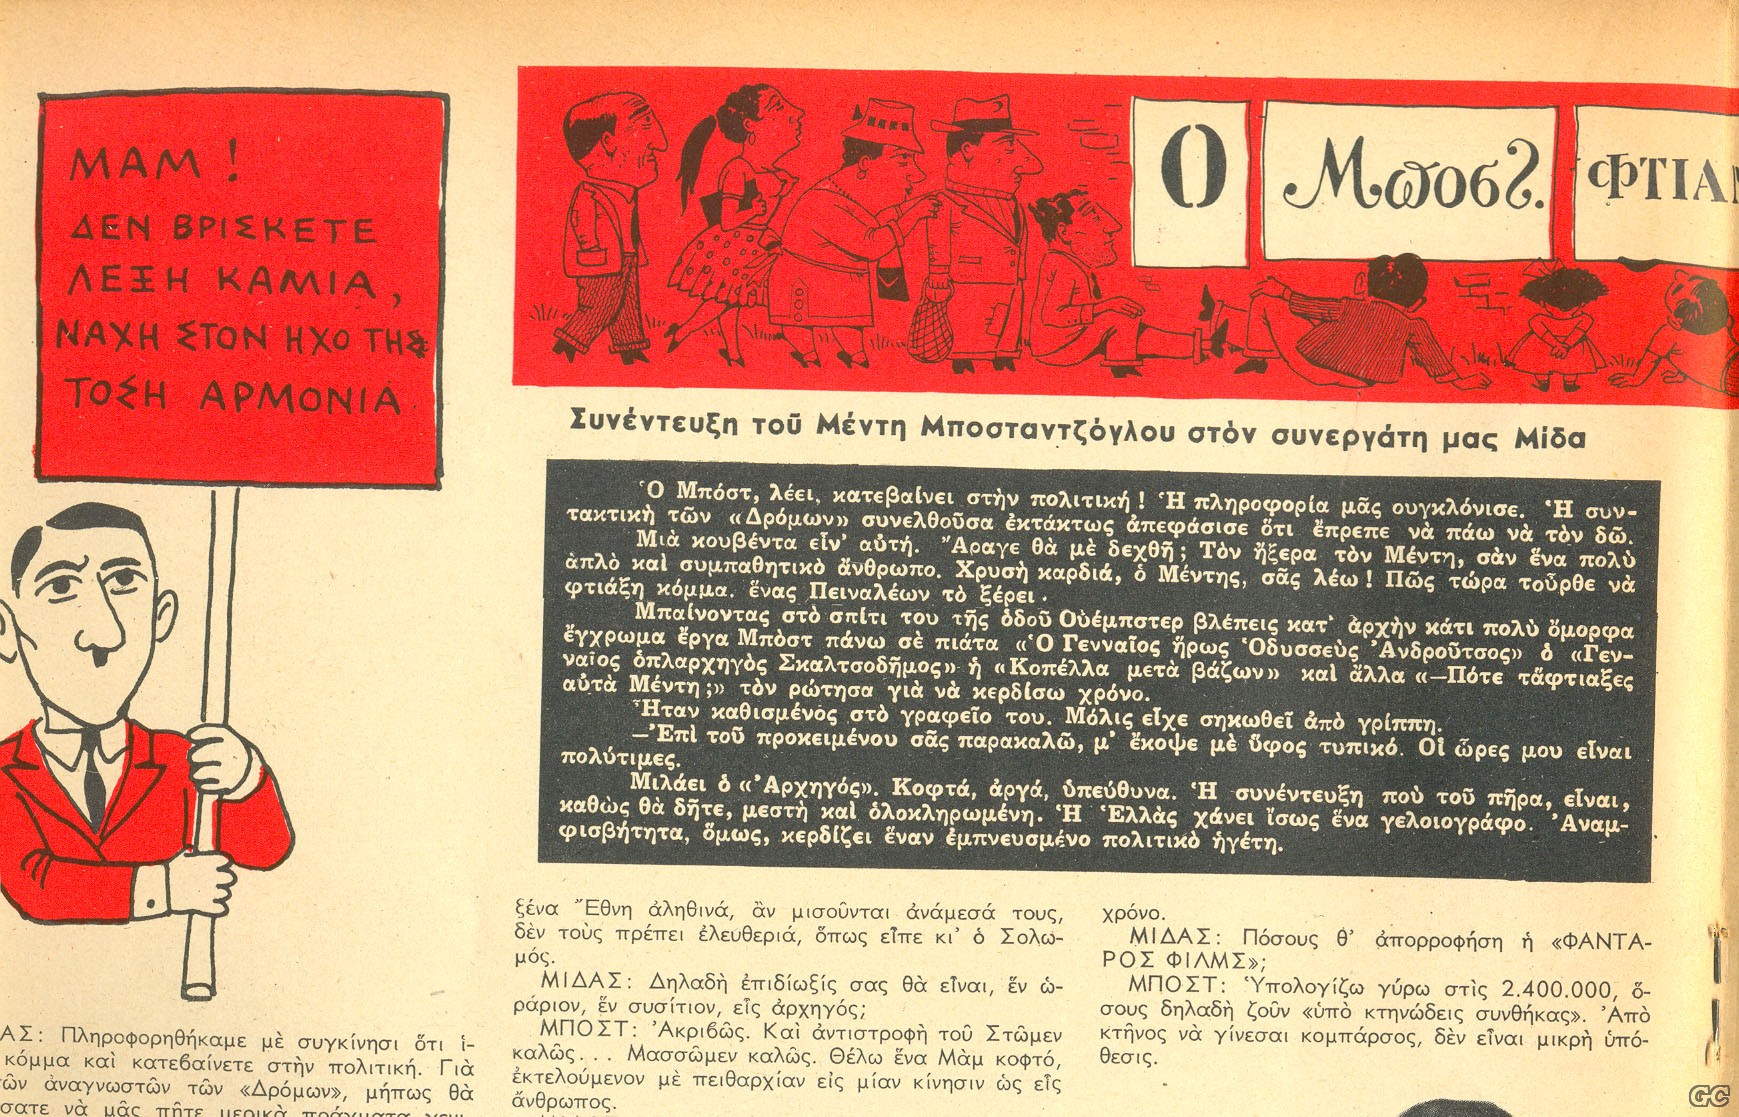 ΜΑΜ !
ΔΕΝ ΒΡΙΣΚΕΤΕ
ΛΕΞΗ ΚΑΜΙΑ,
ΝΑΧΗ ΣΤΟΝ ΗΧΟ ΤΗΣ
ΤΟΣΗ ΑΡΜΟΝΙΑ
Ο Μποστ. ΦΤΙΑ
Συνέντευξη τοῦ Μέντη Μποσταντζόγλου στὸν συνεργάτη μας Μίδα
Ὁ Μπόστ, λέει, κατεβαίνει στὴν πολιτική! Ἡ πληροφορία μᾶς συγκλόνισε. Ἡ συν-
τακτικὴ τῶν «Δρόμων» συνελθοῦσα ἐκτάκτως ἀπεφάσισε ὅτι ἔπρεπε νὰ πάω νὰ τὸν δῶ.
Μιὰ κουβέντα εἶν' αὐτή. Ἄραγε θὰ μὲ δεχθῆ; Τὸν ἤξερα τὸν Μέντη, σὰν ἕνα πολὺ
ἁπλὸ καὶ συμπαθητικὸ ἄνθρωπο. Χρυσὴ καρδιά, ὁ Μέντης, σᾶς λέω! Πῶς τώρα τοὖρθε νὰ
φτιάξη κόμμα. ἕνας Πειναλέων τὸ ξέρει.
Μπαίνοντας στὸ σπίτι του τῆς ὁδοῦ Οὐέμπστερ βλέπεις κατ' ἀρχὴν κάτι πολὺ ὄμορφα
ἔγχρωμα ἔργα Μπὸστ πάνω σὲ πιάτα «Ὁ Γενναῖος ἥρως Ὀδυσσεὺς Ἀνδροῦτσος» ὁ «Γεν-
ναῖος ὁπλαρχηγὸς Σκαλτσοδῆμος» ἡ «Κοπέλλα μετὰ βάζων» καὶ ἄλλα «—Πότε τἄφτιαξες
αὐτὰ Μέντη;» τὸν ρώτησα γιὰ νὰ κερδίσω χρόνο.
Ἦταν καθισμένος στὸ γραφεῖο του. Μόλις εἶχε σηκωθεῖ ἀπὸ γρίππη.
—Ἐπὶ τοῦ προκειμένου σᾶς παρακαλῶ, μ' ἔκοψε μὲ ὕφος τυπικό. Οἱ ὧρες μου εἶναι
πολύτιμες.
Μιλάει ὁ «Ἀρχηγός». Κοφτά, ἀργά, ὑπεύθυνα. Ἡ συνέντευξη ποὺ τοῦ πῆρα, εἶναι,
καθὼς θὰ δῆτε, μεστὴ καὶ ὁλοκληρωμένη. Ἡ Ἑλλὰς χάνει ἴσως ἕνα γελοιογράφο. Ἀναμ-
φισβήτητα, ὅμως, κερδίζει ἕναν ἐμπνευσμένο πολιτικὸ ἡγέτη.
ΑΣ: Πληροφορηθήκαμε μὲ συγκίνησι ὅτι ἱ-
κόμμα καὶ κατεβαίνετε στὴν πολιτική. Γιὰ
ῶν ἀναγνωστῶν τῶν «Δρόμων», μήπως θὰ
σατε νὰ μᾶς πῆτε μερικὰ πράγματα
ξένα Ἔθνη ἀληθινά, ἂν μισοῦνται ἀνάμεσά τους,
δὲν τοὺς πρέπει ἐλευθεριά, ὅπως εἶπε κι' ὁ Σολω-
μός.
ΜΙΔΑΣ: Δηλαδὴ ἐπιδίωξίς σας θὰ εἶναι, ἓν ὡ-
ράριον, ἓν συσίτιον, εἷς ἀρχηγός;
ΜΠΟΣΤ: Ἀκριβῶς. Καὶ ἀντιστροφὴ τοῦ Στῶμεν
καλῶς... Μασσῶμεν καλῶς. Θέλω ἕνα Μὰμ κοφτό,
ἐκτελούμενον μὲ πειθαρχίαν εἰς μίαν κίνησιν ὡς εἷς
ἄνθρωπος.
χρόνο.
ΜΙΔΑΣ: Πόσους θ' ἀπορροφήση ἡ «ΦΑΝΤΑ-
ΡΟΣ ΦΙΛΜΣ»;
ΜΠΟΣΤ: Ὑπολογίζω γύρω στὶς 2.400.000, ὅ-
σους δηλαδὴ ζοῦν «ὑπὸ κτηνώδεις συνθήκας». Ἀπὸ
κτῆνος νὰ γίνεσαι κομπάρσος, δὲν εἶναι μικρὴ ὑπό-
θεσις.
GC